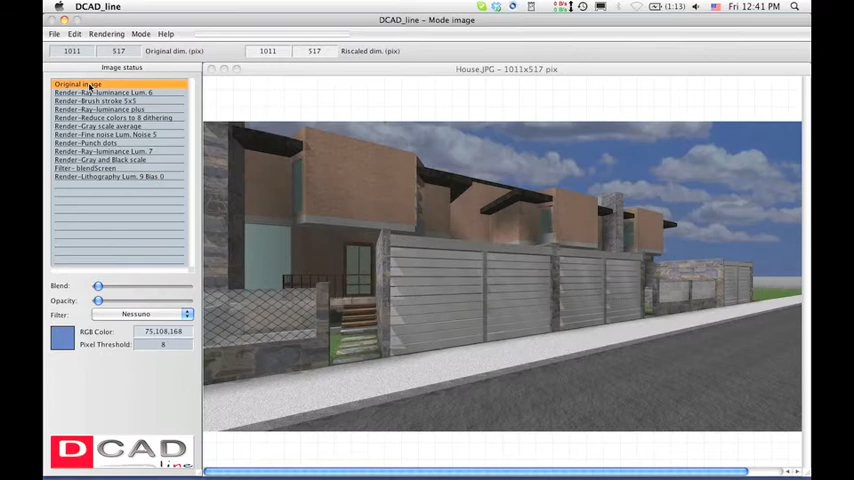 DCAD_line
(1:13)
Fri 12:41 PM
DCAD_line - Mode image
File Edit Rendering Mode Help
1011 517 Original dim. (pix) 1011 517 Riscaled dim. (pix)
Image status
House.JPG - 1011x517 pix
Original image
Render-Ray-luminance Lum. 6
Render-Brush stroke 5x5
Render-Ray-luminance plus
Render-Reduce colors to 8 dithering
Render-Gray scale average
Render-Fine noise Lum. Noise 5
Render-Punch dots
Render-Ray-luminance Lum. 7
Render-Gray and Black scale
Filter- blendScreen
Render-Lithography Lum. 9 Bias 0
Blend:
Opacity:
Filter: Nessuno
RGB Color: 75,108,168
Pixel Threshold: 8
DCAD
line